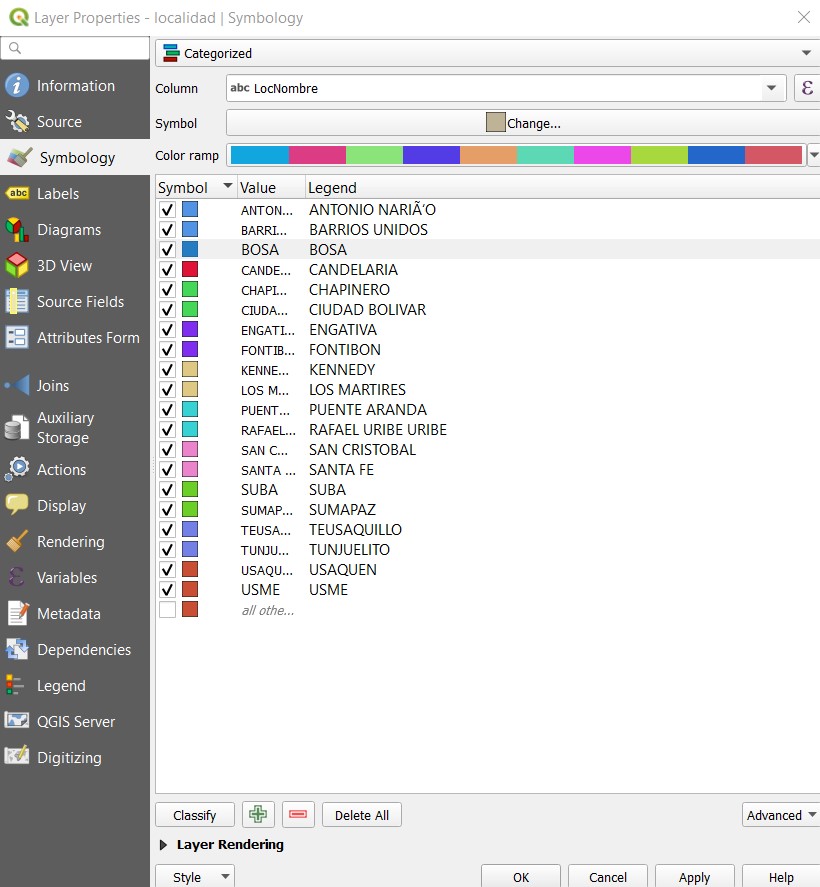 Layer Properties - localidad | Symbology
Information
Source
Symbology
Labels
Diagrams
3D View
Source Fields
Attributes Form
Joins
Auxiliary
Storage
Actions
Display
Rendering
Variables
Metadata
Dependencies
Legend
QGIS Server
Digitizing
Categorized
Column abc LocNombre ε
Symbol Change...
Color ramp
Symbol Value Legend
ANTON... ANTONIO NARIÃ‘O
BARRI... BARRIOS UNIDOS
BOSA BOSA
CANDE... CANDELARIA
CHAPI... CHAPINERO
CIUDA... CIUDAD BOLIVAR
ENGATI... ENGATIVA
FONTIB... FONTIBON
KENNE... KENNEDY
LOS M... LOS MARTIRES
PUENT... PUENTE ARANDA
RAFAEL... RAFAEL URIBE URIBE
SAN C... SAN CRISTOBAL
SANTA ... SANTA FE
SUBA SUBA
SUMAP... SUMAPAZ
TEUSA... TEUSAQUILLO
TUNJU... TUNJUELITO
USAQU... USAQUEN
USME USME
all othe...
Classify Delete All Advanced
Layer Rendering
Style OK Cancel Apply Help